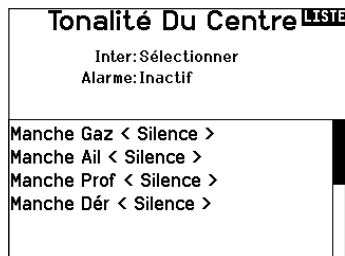 Tonalité Du Centre LISTE
Inter: Sélectionner
Alarme: Inactif
Manche Gaz < Silence >
Manche Ail < Silence >
Manche Prof < Silence >
Manche Dér < Silence >